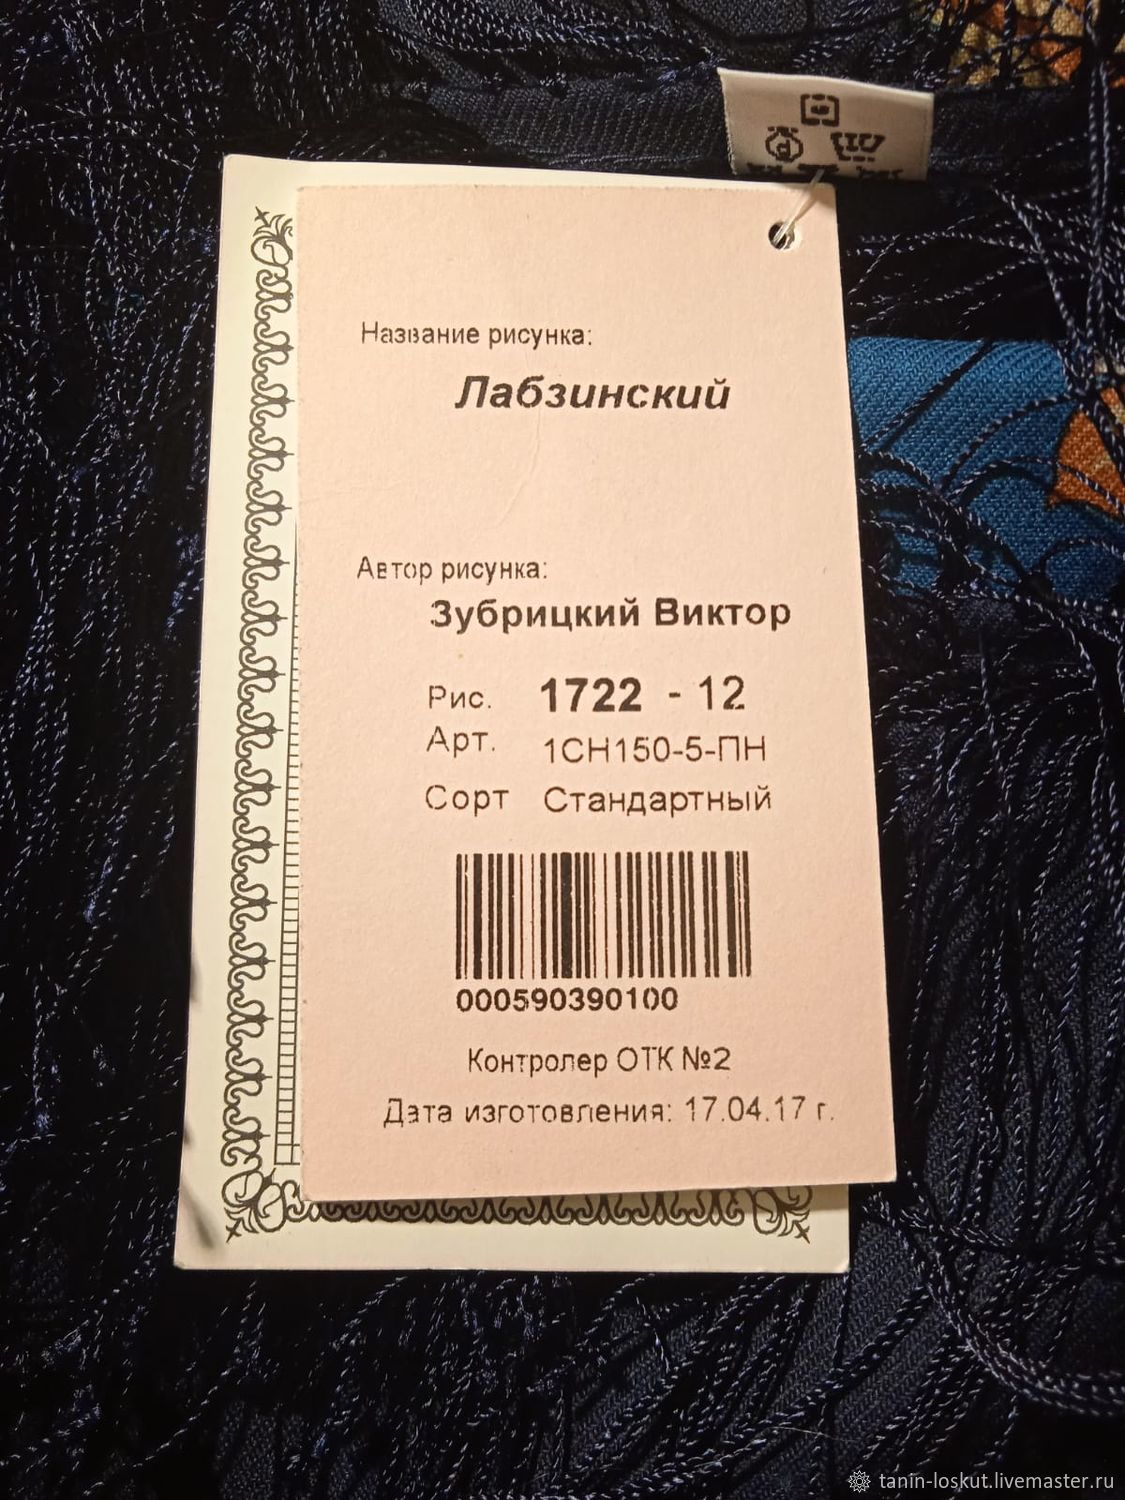 Название рисунка:
Лабзинский
Автор рисунка:
Зубрицкий Виктор
Рис. 1722 - 12
Арт. 1СН150-5-ПН
Сорт Стандартный
000590390100
Контролер ОТК №2
Дата изготовления: 17.04.17 г.
tanin-loskut.livemaster.ru